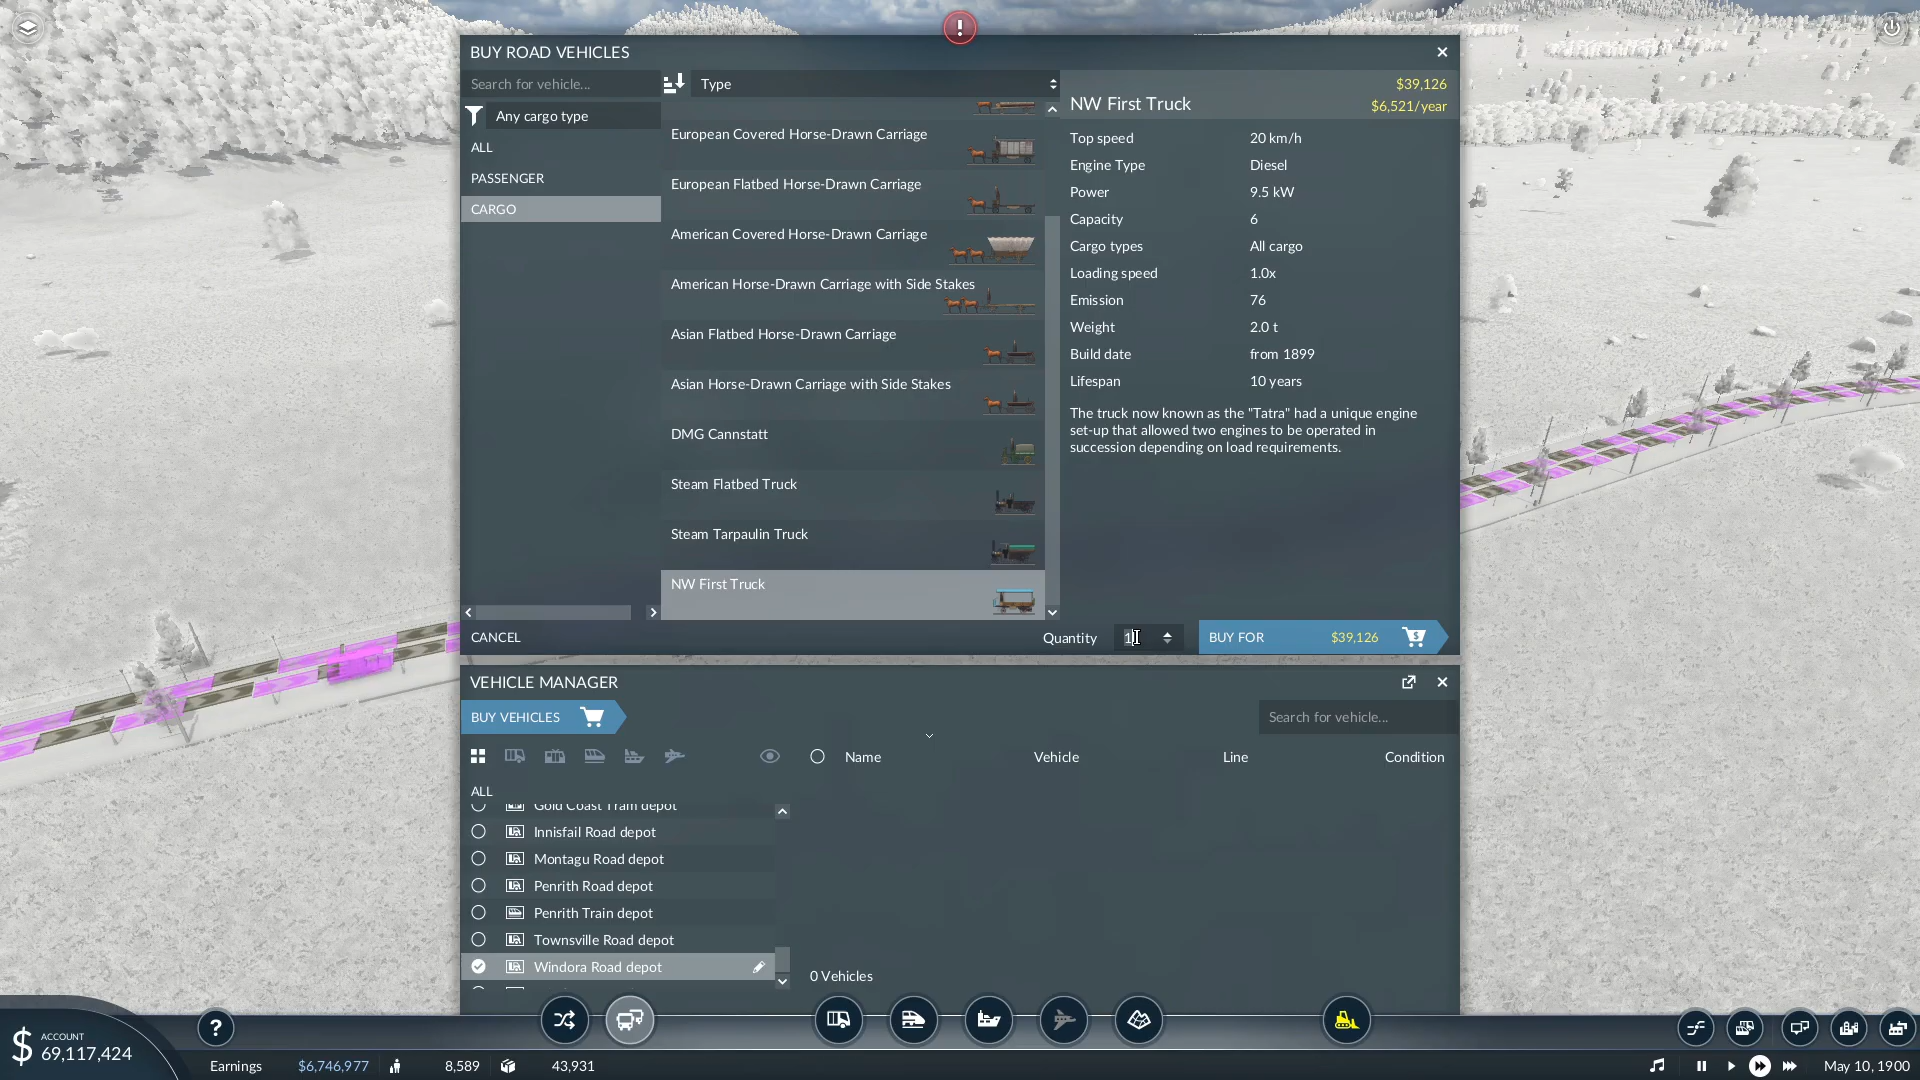 BUY ROAD VEHICLES
Search for vehicle...
Type
Any cargo type
ALL
PASSENGER
CARGO
European Covered Horse-Drawn Carriage
European Flatbed Horse-Drawn Carriage
American Covered Horse-Drawn Carriage
American Horse-Drawn Carriage with Side Stakes
Asian Flatbed Horse-Drawn Carriage
Asian Horse-Drawn Carriage with Side Stakes
DMG Cannstatt
Steam Flatbed Truck
Steam Tarpaulin Truck
NW First Truck
$39,126
NW First Truck
$6,521/year
Top speed 20 km/h
Engine Type Diesel
Power 9.5 kW
Capacity 6
Cargo types All cargo
Loading speed 1.0x
Emission 76
Weight 2.0 t
Build date from 1899
Lifespan 10 years
The truck now known as the "Tatra" had a unique engine
set-up that allowed two engines to be operated in
succession depending on load requirements.
CANCEL
Quantity 1
BUY FOR $39,126
VEHICLE MANAGER
BUY VEHICLES
Search for vehicle...
Name Vehicle Line Condition
ALL
Gold Coast Tram depot
Innisfail Road depot
Montagu Road depot
Penrith Road depot
Penrith Train depot
Townsville Road depot
Windora Road depot
0 Vehicles
$ ACCOUNT
69,117,424
?
Earnings $6,746,977 8,589 43,931
May 10, 1900